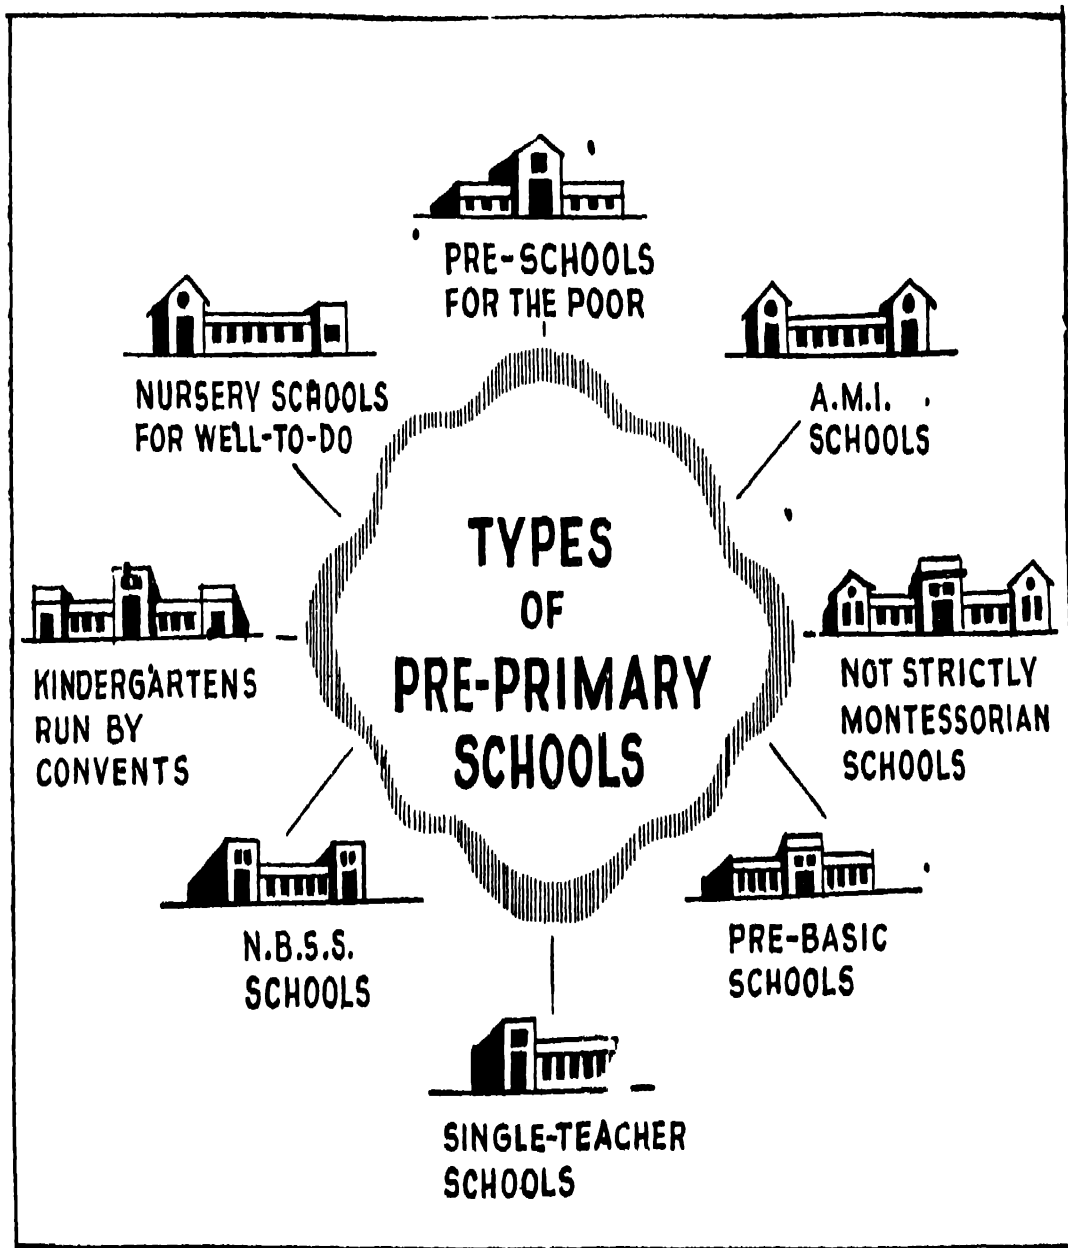 PRE-SCHOOLS
FOR THE POOR
NURSERY SCHOOLS
FOR WELL-TO-DO
A.M.I.
SCHOOLS
TYPES
OF
PRE-PRIMARY
SCHOOLS
KINDERGARTENS
RUN BY
CONVENTS
NOT STRICTLY
MONTESSORIAN
SCHOOLS
N.B.S.S.
SCHOOLS
PRE-BASIC
SCHOOLS
SINGLE-TEACHER
SCHOOLS